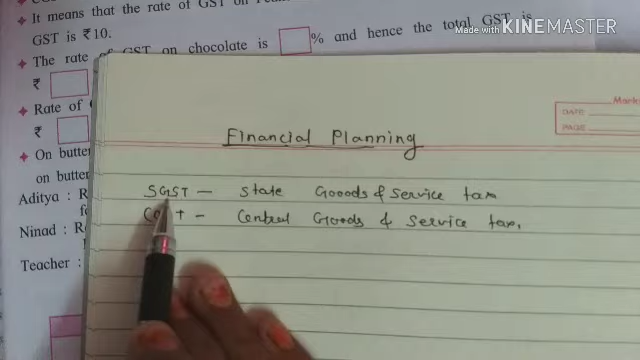 It means that the rate of GST on
GST is ₹10.
The rate of GST on chocolate is % and hence the total GST is
₹
Rate of
₹
On butter
on butter
Aditya : R
Ninad : R
Teacher :
Made with KINEMASTER
DATE:
PAGE:
Financial Planning
SGST - State Gooods & Service tax
- Central Goods & Service tax,